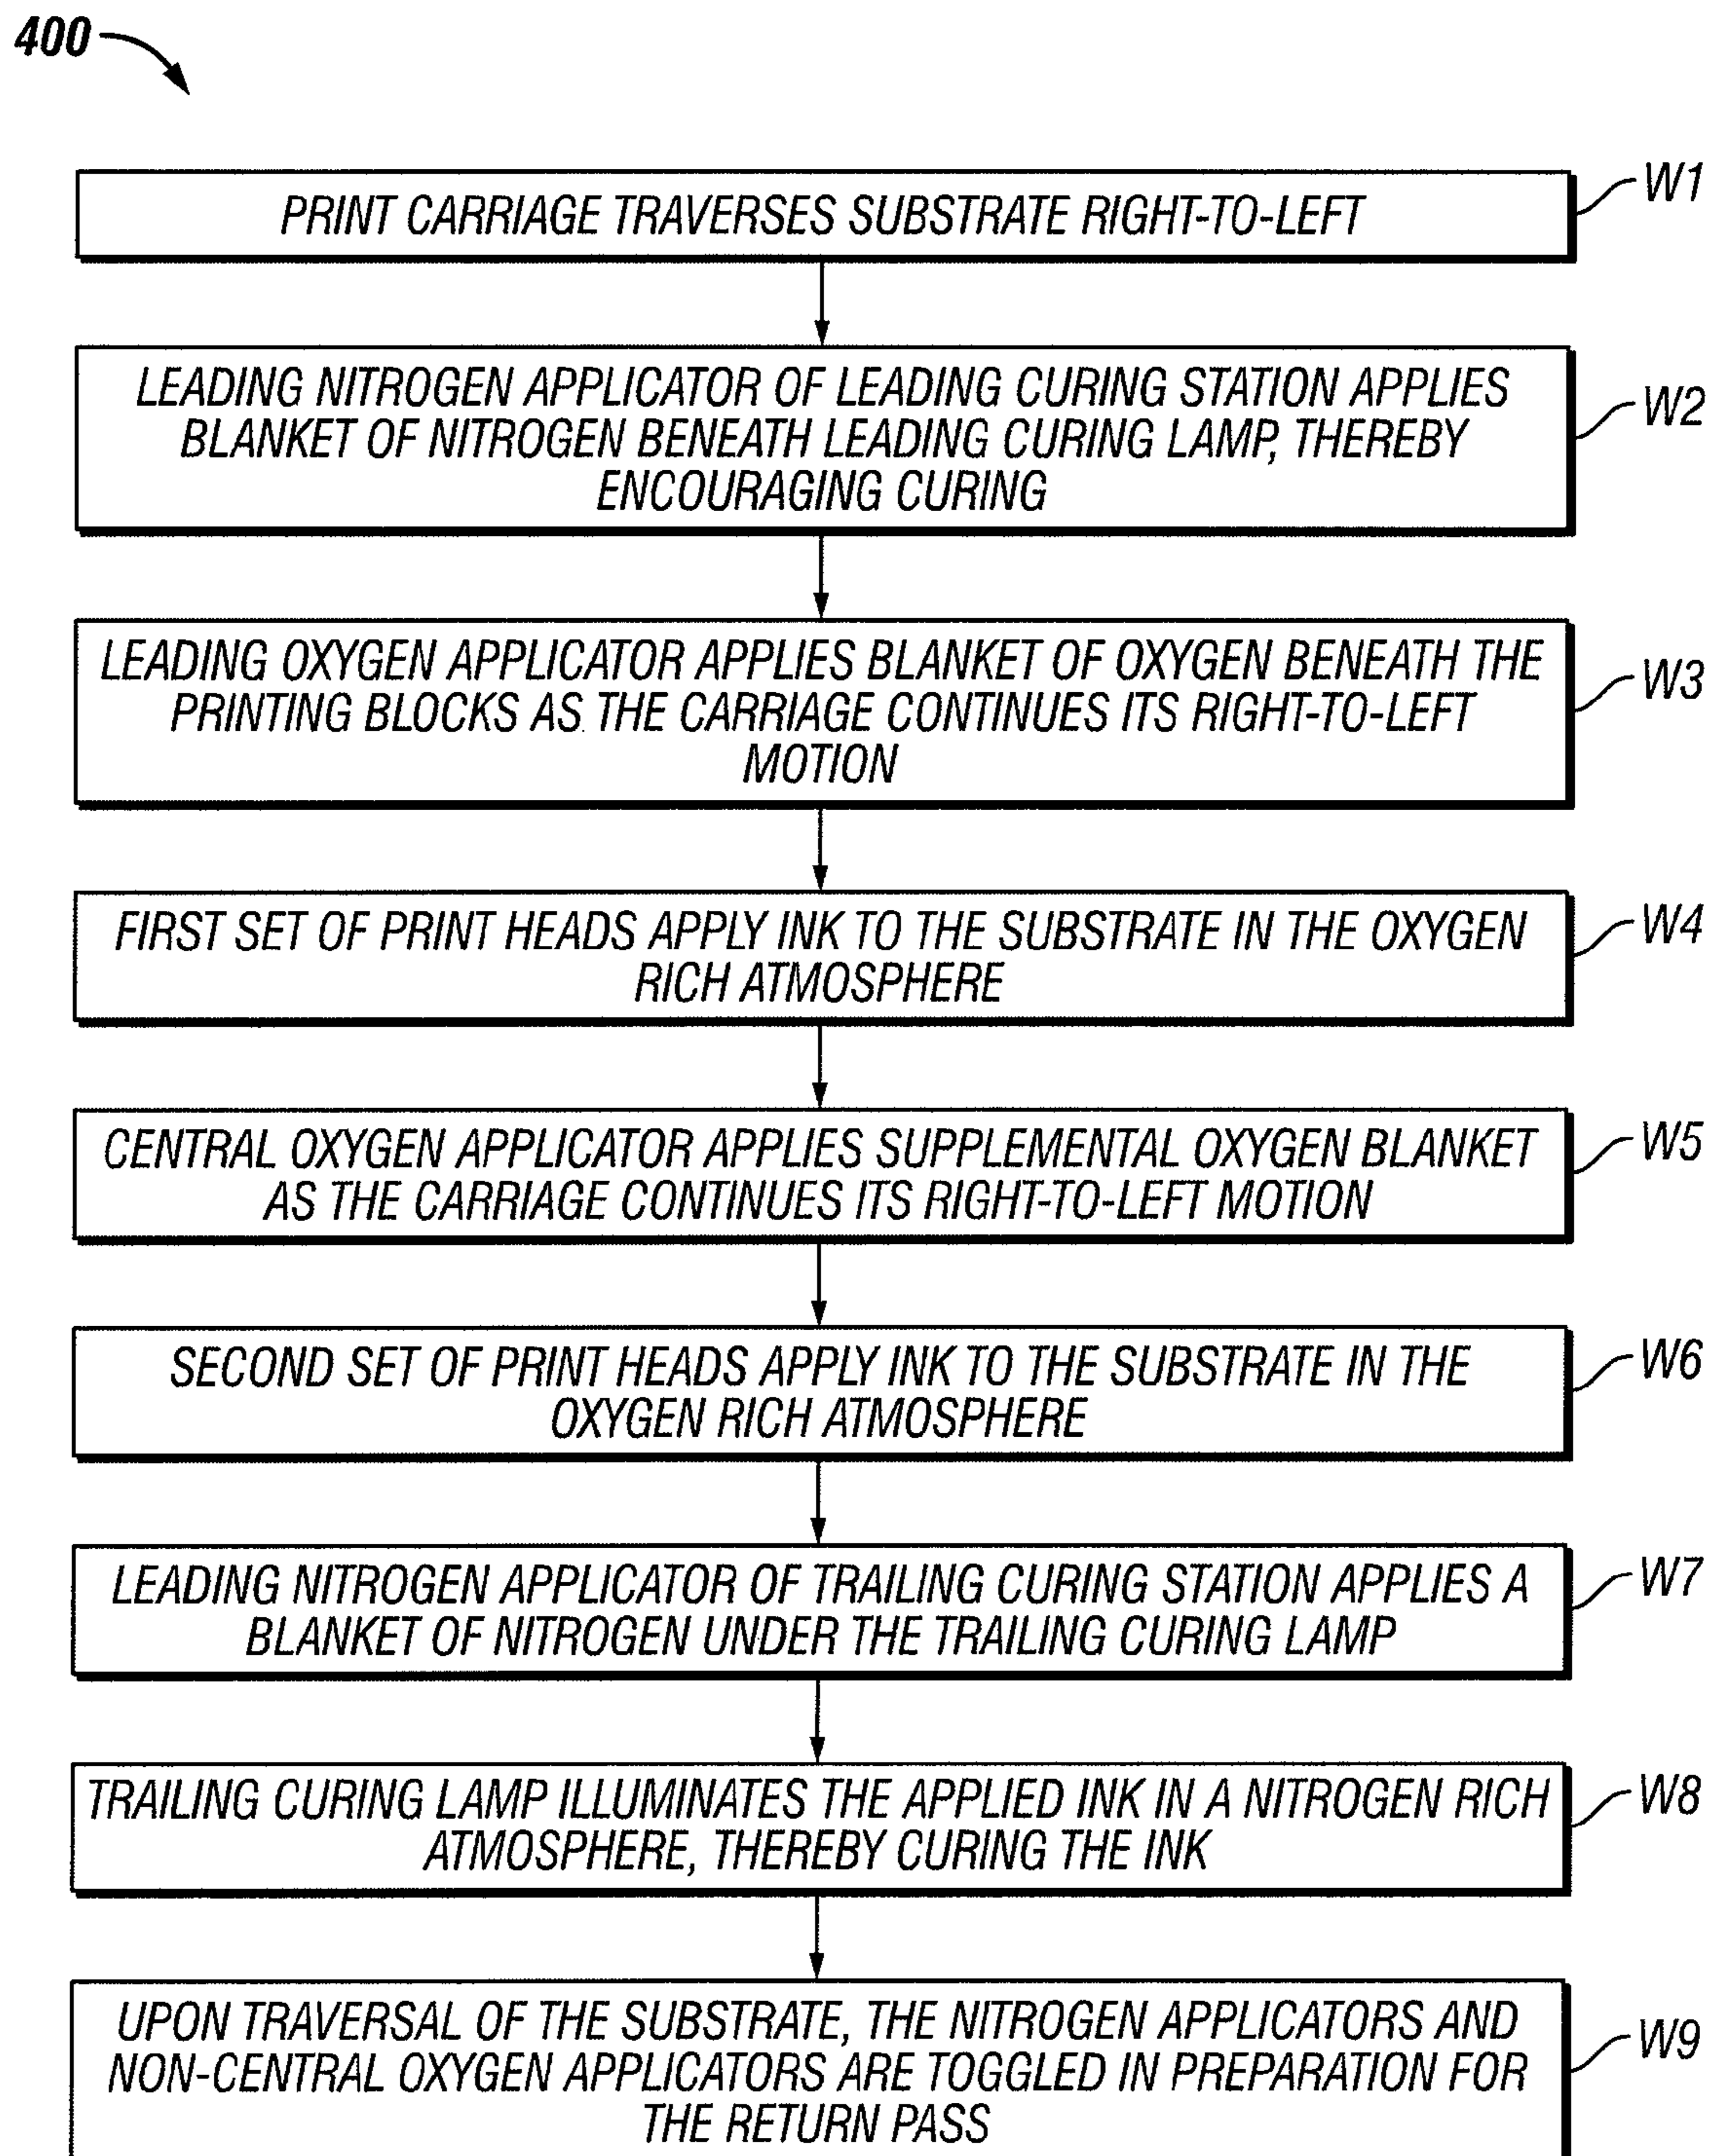 400
PRINT CARRIAGE TRAVERSES SUBSTRATE RIGHT-TO-LEFT
W1
LEADING NITROGEN APPLICATOR OF LEADING CURING STATION APPLIES
BLANKET OF NITROGEN BENEATH LEADING CURING LAMP, THEREBY
ENCOURAGING CURING
W2
LEADING OXYGEN APPLICATOR APPLIES BLANKET OF OXYGEN BENEATH THE
PRINTING BLOCKS AS THE CARRIAGE CONTINUES ITS RIGHT-TO-LEFT
MOTION
W3
FIRST SET OF PRINT HEADS APPLY INK TO THE SUBSTRATE IN THE OXYGEN
RICH ATMOSPHERE
W4
CENTRAL OXYGEN APPLICATOR APPLIES SUPPLEMENTAL OXYGEN BLANKET
AS THE CARRIAGE CONTINUES ITS RIGHT-TO-LEFT MOTION
W5
SECOND SET OF PRINT HEADS APPLY INK TO THE SUBSTRATE IN THE
OXYGEN RICH ATMOSPHERE
W6
LEADING NITROGEN APPLICATOR OF TRAILING CURING STATION APPLIES A
BLANKET OF NITROGEN UNDER THE TRAILING CURING LAMP
W7
TRAILING CURING LAMP ILLUMINATES THE APPLIED INK IN A NITROGEN RICH
ATMOSPHERE, THEREBY CURING THE INK
W8
UPON TRAVERSAL OF THE SUBSTRATE, THE NITROGEN APPLICATORS AND
NON-CENTRAL OXYGEN APPLICATORS ARE TOGGLED IN PREPARATION FOR
THE RETURN PASS
W9